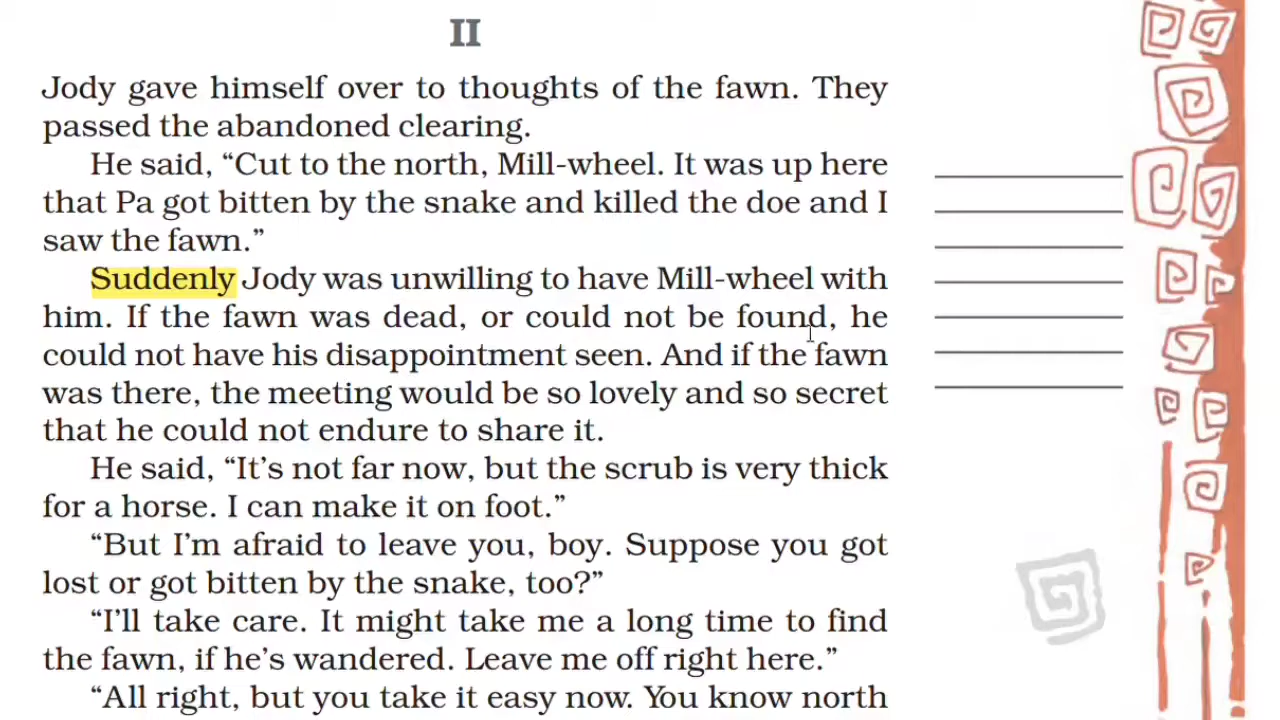 II
Jody gave himself over to thoughts of the fawn. They
passed the abandoned clearing.
He said, “Cut to the north, Mill-wheel. It was up here
that Pa got bitten by the snake and killed the doe and I
saw the fawn.”
Suddenly Jody was unwilling to have Mill-wheel with
him. If the fawn was dead, or could not be found, he
could not have his disappointment seen. And if the fawn
was there, the meeting would be so lovely and so secret
that he could not endure to share it.
He said, “It’s not far now, but the scrub is very thick
for a horse. I can make it on foot.”
“But I’m afraid to leave you, boy. Suppose you got
lost or got bitten by the snake, too?”
“I’ll take care. It might take me a long time to find
the fawn, if he’s wandered. Leave me off right here.”
“All right, but you take it easy now. You know north